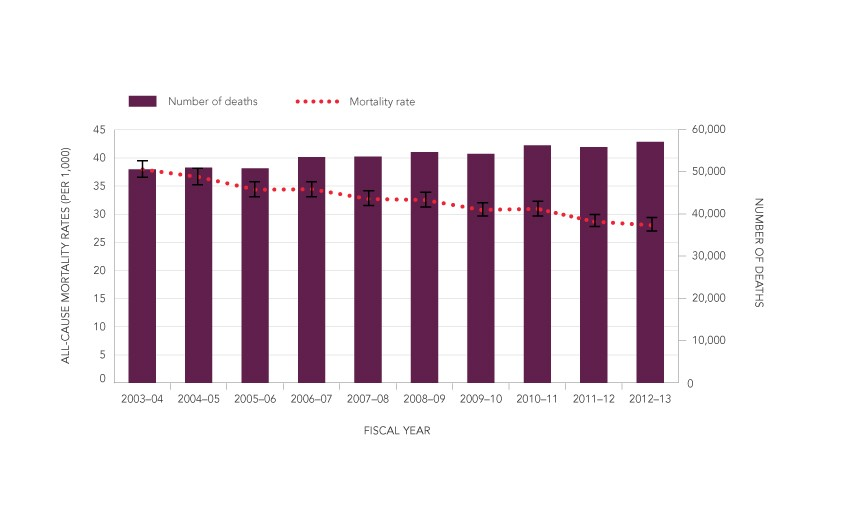 Number of deaths
Mortality rate
ALL-CAUSE MORTALITY RATES (PER 1,000)
45
40
35
30
25
20
15
10
5
0
60,000
50,000
40,000
30,000
20,000
10,000
0
NUMBER OF DEATHS
2003–04 2004–05 2005–06 2006–07 2007–08 2008–09 2009–10 2010–11 2011–12 2012–13
FISCAL YEAR